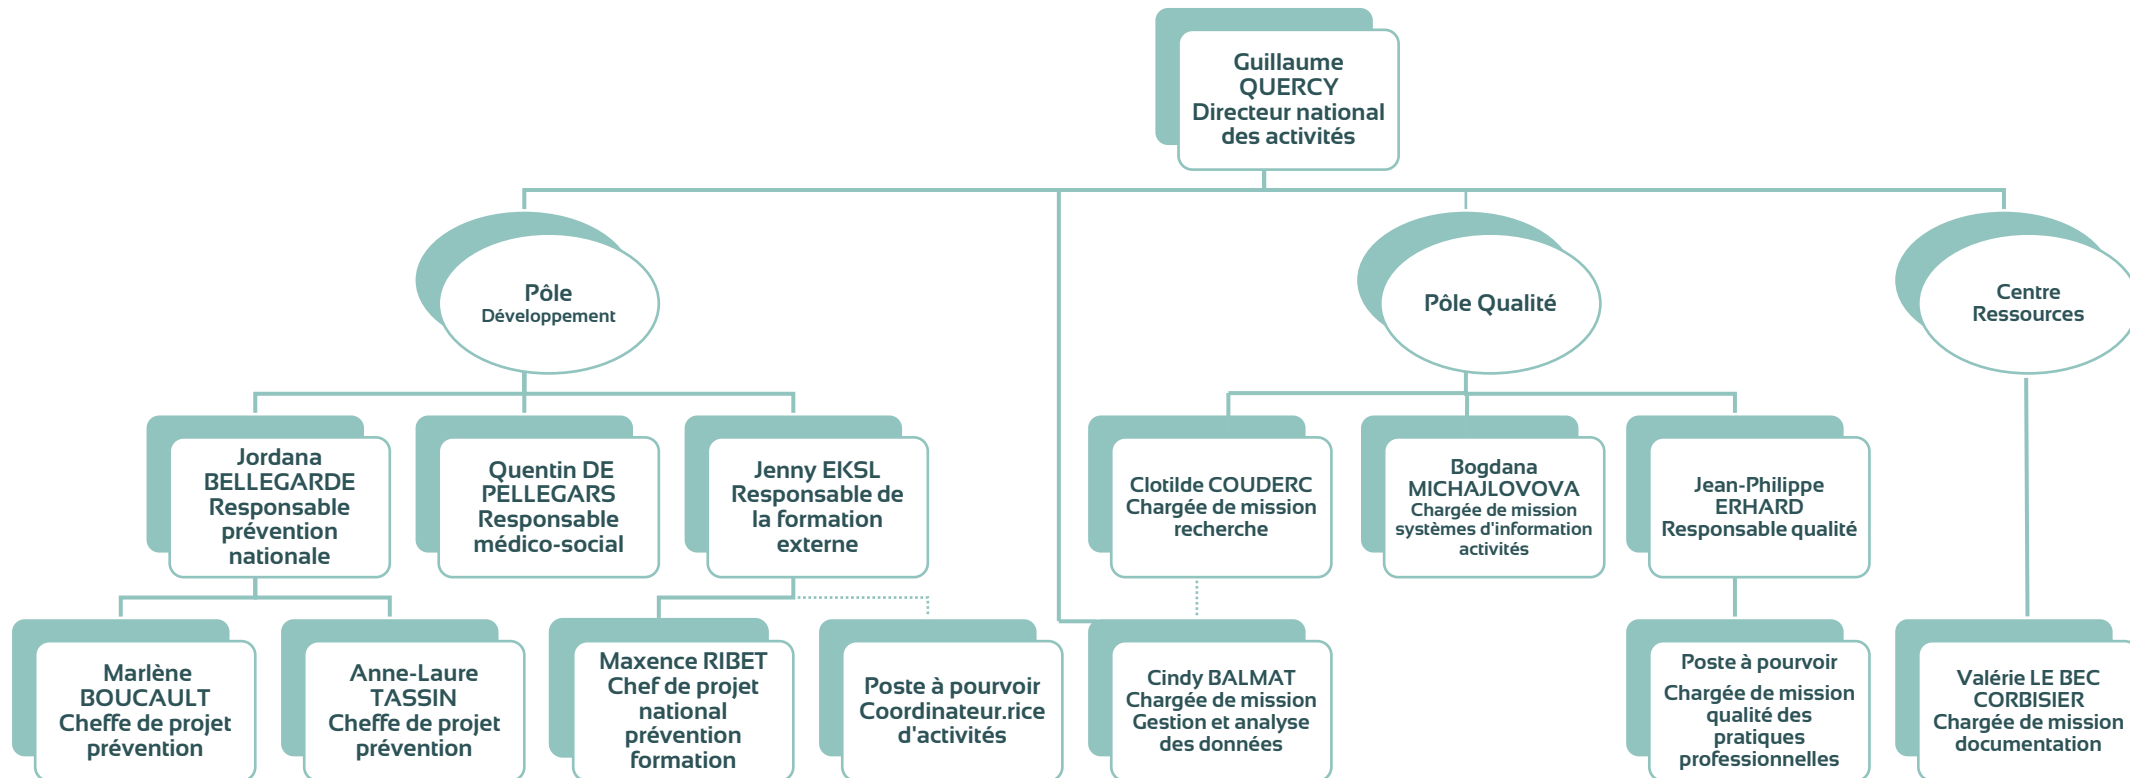 Guillaume
QUERCY
Directeur national
des activités
Pôle
Développement
Pôle Qualité
Centre
Ressources
Jordana
BELLEGARDE
Responsable
prévention
nationale
Quentin DE
PELLEGARS
Responsable
médico-social
Jenny EKSL
Responsable de
la formation
externe
Clotilde COUDERC
Chargée de mission
recherche
Bogdana
MICHAJLOVOVA
Chargée de mission
systèmes d'information
activités
Jean-Philippe
ERHARD
Responsable qualité
Marlène
BOUCAULT
Cheffe de projet
prévention
Anne-Laure
TASSIN
Cheffe de projet
prévention
Maxence RIBET
Chef de projet
national
prévention
formation
Poste à pourvoir
Coordinateur.rice
d'activités
Cindy BALMAT
Chargée de mission
Gestion et analyse
des données
Poste à pourvoir
Chargée de mission
qualité des
pratiques
professionnelles
Valérie LE BEC
CORBISIER
Chargée de mission
documentation